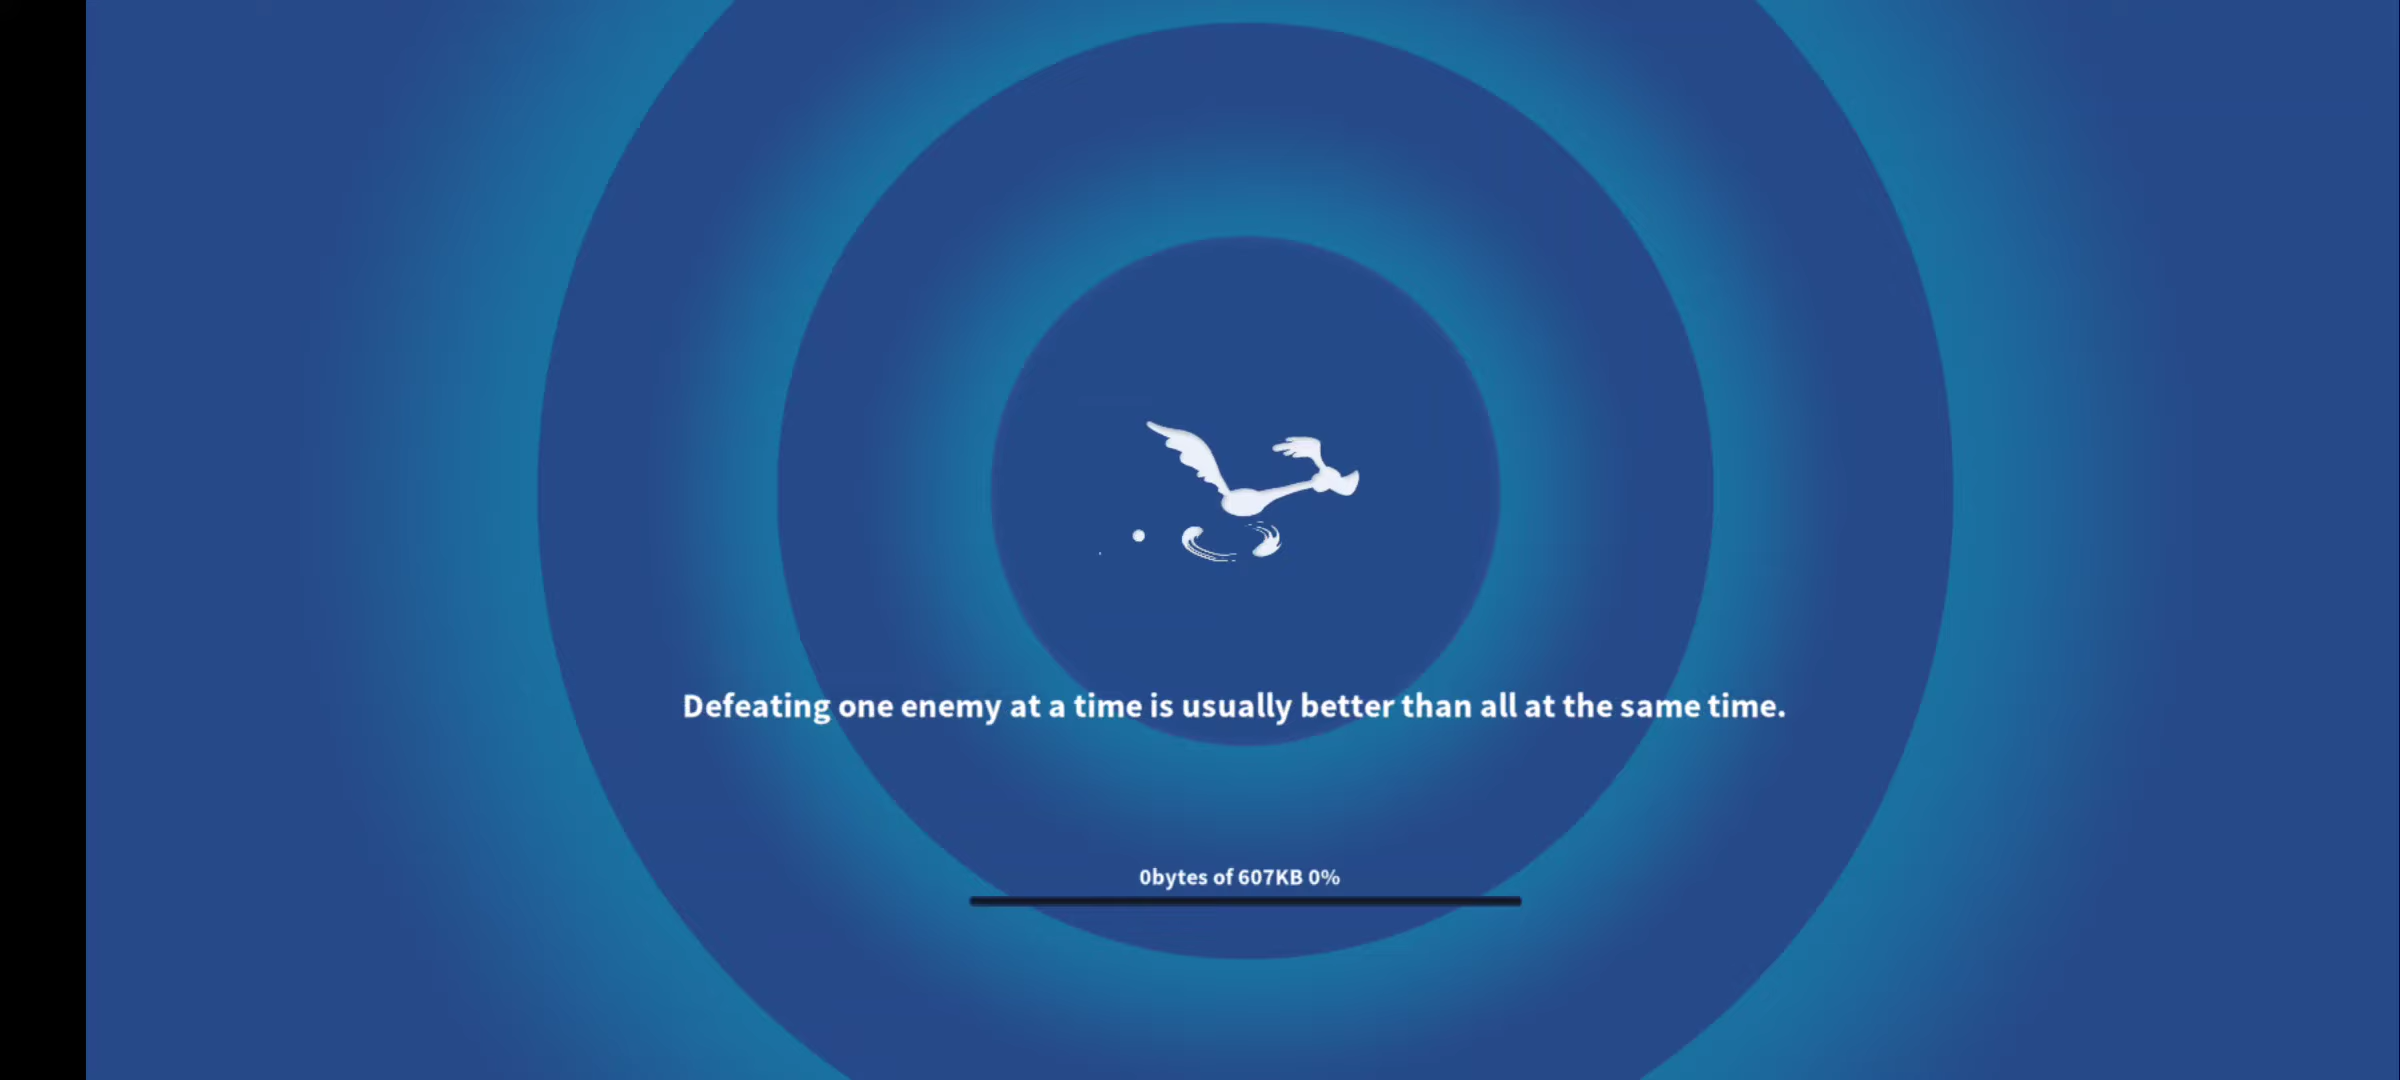 Defeating one enemy at a time is usually better than all at the same time.
0bytes of 607KB 0%